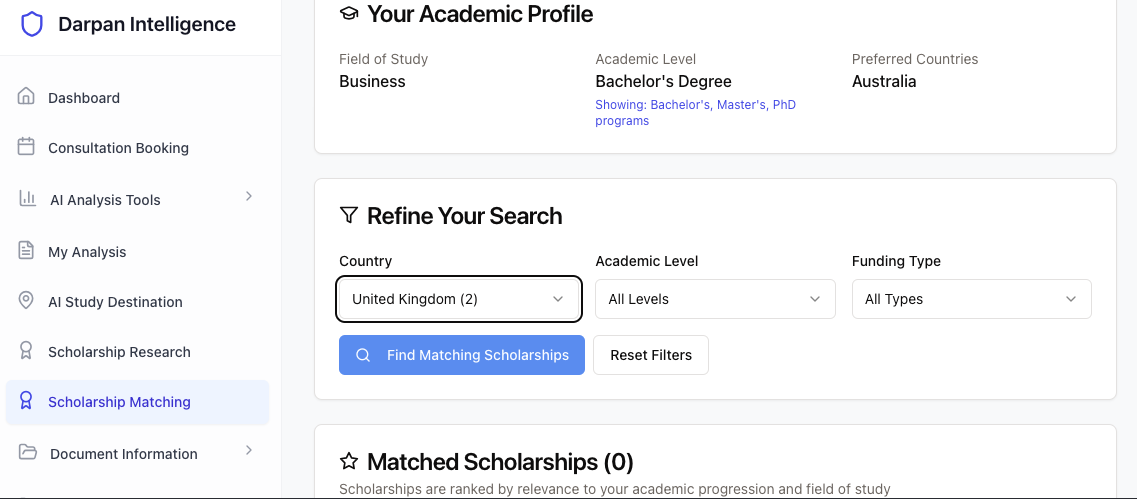 Darpan Intelligence
Dashboard
Consultation Booking
AI Analysis Tools
My Analysis
AI Study Destination
Scholarship Research
Scholarship Matching
Document Information
Your Academic Profile
Field of Study
Business
Academic Level
Bachelor's Degree
Showing: Bachelor's, Master's, PhD
programs
Preferred Countries
Australia
Refine Your Search
Country
United Kingdom (2)
Academic Level
All Levels
Funding Type
All Types
Find Matching Scholarships
Reset Filters
Matched Scholarships (0)
Scholarships are ranked by relevance to your academic progression and field of study